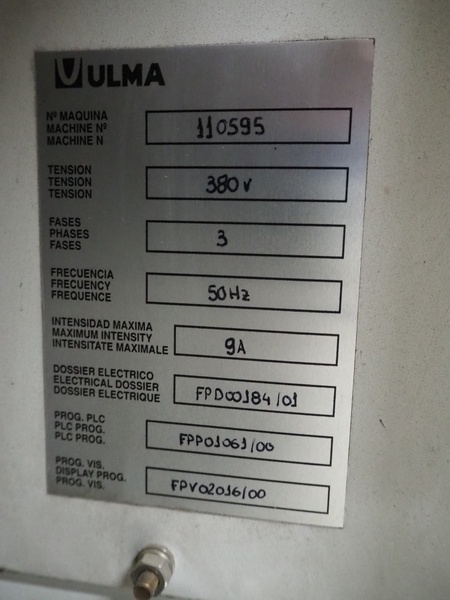 ULMA
Nº MAQUINA
MACHINE Nº
MACHINE N
110595
TENSION
TENSION
TENSION
380V
FASES
PHASES
FASES
3
FRECUENCIA
FRECUENCY
FREQUENCE
50Hz
INTENSIDAD MAXIMA
MAXIMUM INTENSITY
INTENSITATE MAXIMALE
9A
DOSSIER ELECTRICO
ELECTRICAL DOSSIER
DOSSIER ELECTRIQUE
FPD00184/01
PROG. PLC
PLC PROG.
PLC PROG.
FPP01061/00
PROG. VIS.
DISPLAY PROG.
PROG. VIS.
FPV02016/00